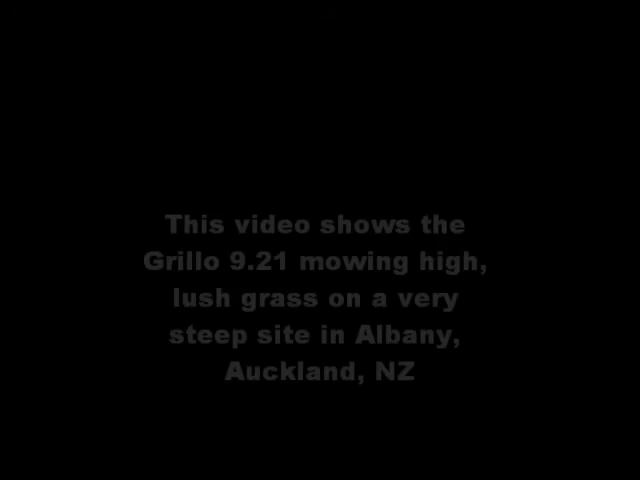 This video shows the
Grillo 9.21 mowing high,
lush grass on a very
steep site in Albany,
Auckland, NZ